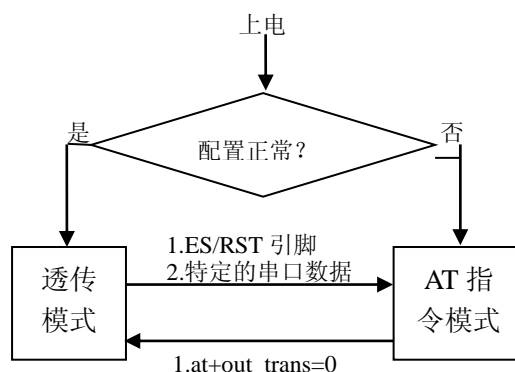 上电
是
否
配置正常？
1.ES/RST 引脚
2.特定的串口数据
透传
模式
AT 指
令模式
1.at+out_trans=0